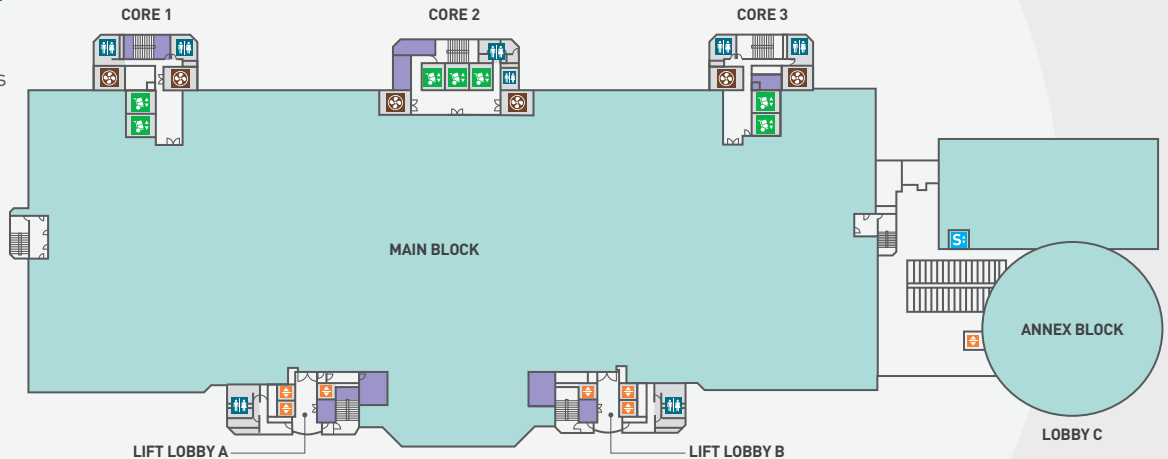 CORE 1
CORE 2
CORE 3
S
MAIN BLOCK
S
ANNEX BLOCK
LOBBY C
LIFT LOBBY A
LIFT LOBBY B